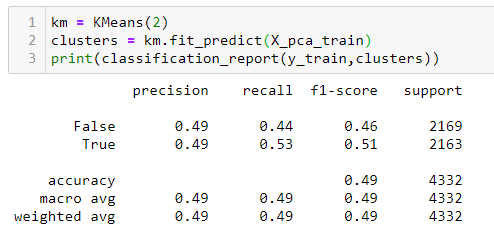 1 km = KMeans(2)
2 clusters = km.fit_predict(X_pca_train)
3 print(classification_report(y_train,clusters))
precision recall f1-score support
False 0.49 0.44 0.46 2169
True 0.49 0.53 0.51 2163
accuracy 0.49 4332
macro avg 0.49 0.49 0.49 4332
weighted avg 0.49 0.49 0.49 4332